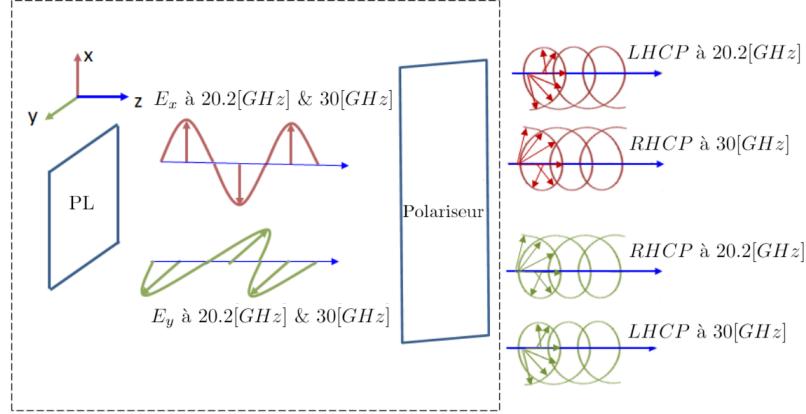 x
y
z
PL
E_x à 20.2[GHz] & 30[GHz]
E_y à 20.2[GHz] & 30[GHz]
Polariseur
LHCP à 20.2[GHz]
RHCP à 30[GHz]
RHCP à 20.2[GHz]
LHCP à 30[GHz]